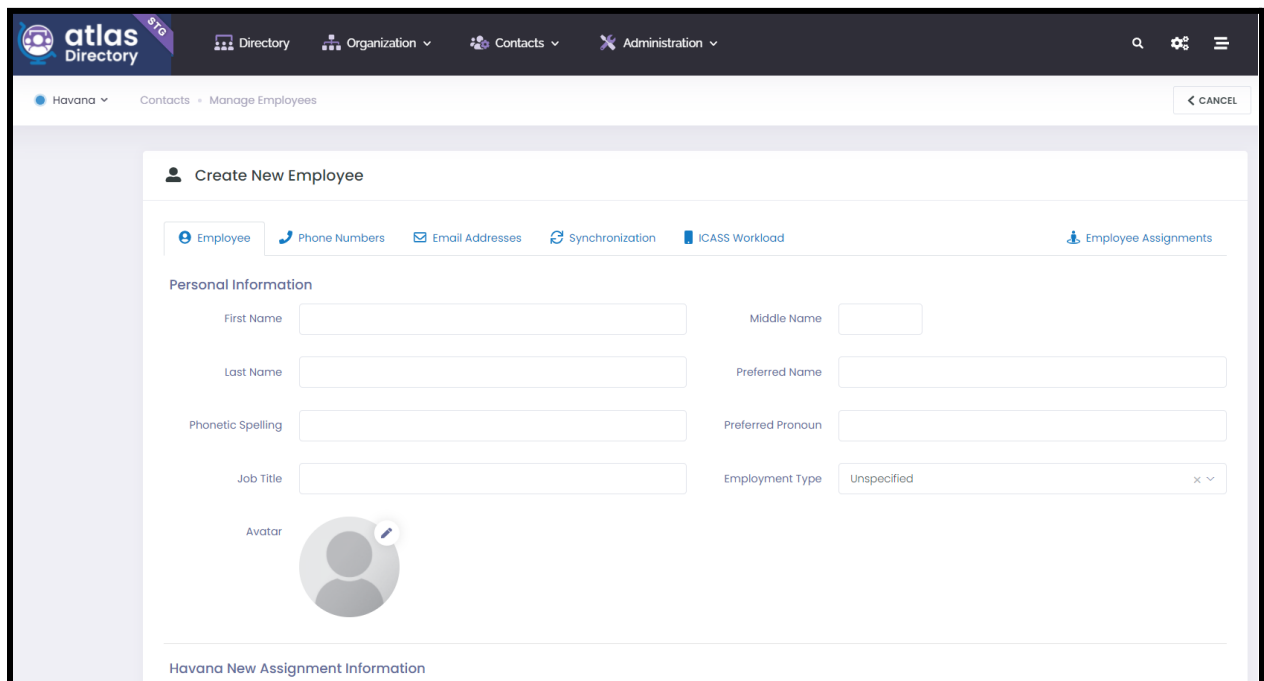 atlas
Directory
STG
Directory
Organization
Contacts
Administration
Havana
Contacts • Manage Employees
CANCEL
Create New Employee
Employee
Phone Numbers
Email Addresses
Synchronization
ICASS Workload
Employee Assignments
Personal Information
First Name
Middle Name
Last Name
Preferred Name
Phonetic Spelling
Preferred Pronoun
Job Title
Employment Type
Unspecified
Avatar
Havana New Assignment Information